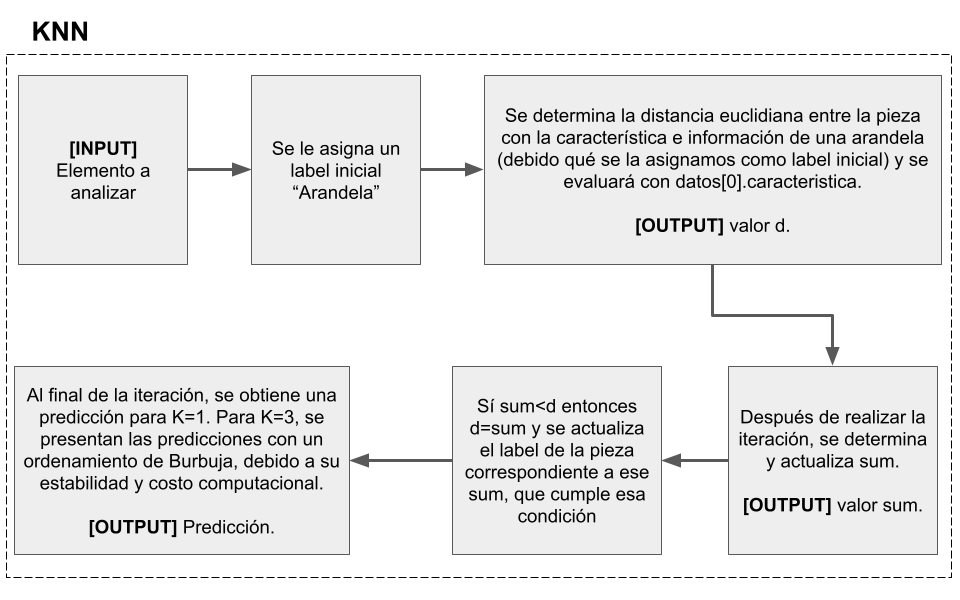 KNN
[INPUT]
Elemento a
analizar
Se le asigna un
label inicial
“Arandela”
Se determina la distancia euclidiana entre la pieza
con la característica e información de una arandela
(debido qué se la asignamos como label inicial) y se
evaluará con datos[0].caracteristica.
[OUTPUT] valor d.
Después de realizar la
iteración, se determina
y actualiza sum.
[OUTPUT] valor sum.
Sí sum<d entonces
d=sum y se actualiza
el label de la pieza
correspondiente a ese
sum, que cumple esa
condición
Al final de la iteración, se obtiene una
predicción para K=1. Para K=3, se
presentan las predicciones con un
ordenamiento de Burbuja, debido a su
estabilidad y costo computacional.
[OUTPUT] Predicción.